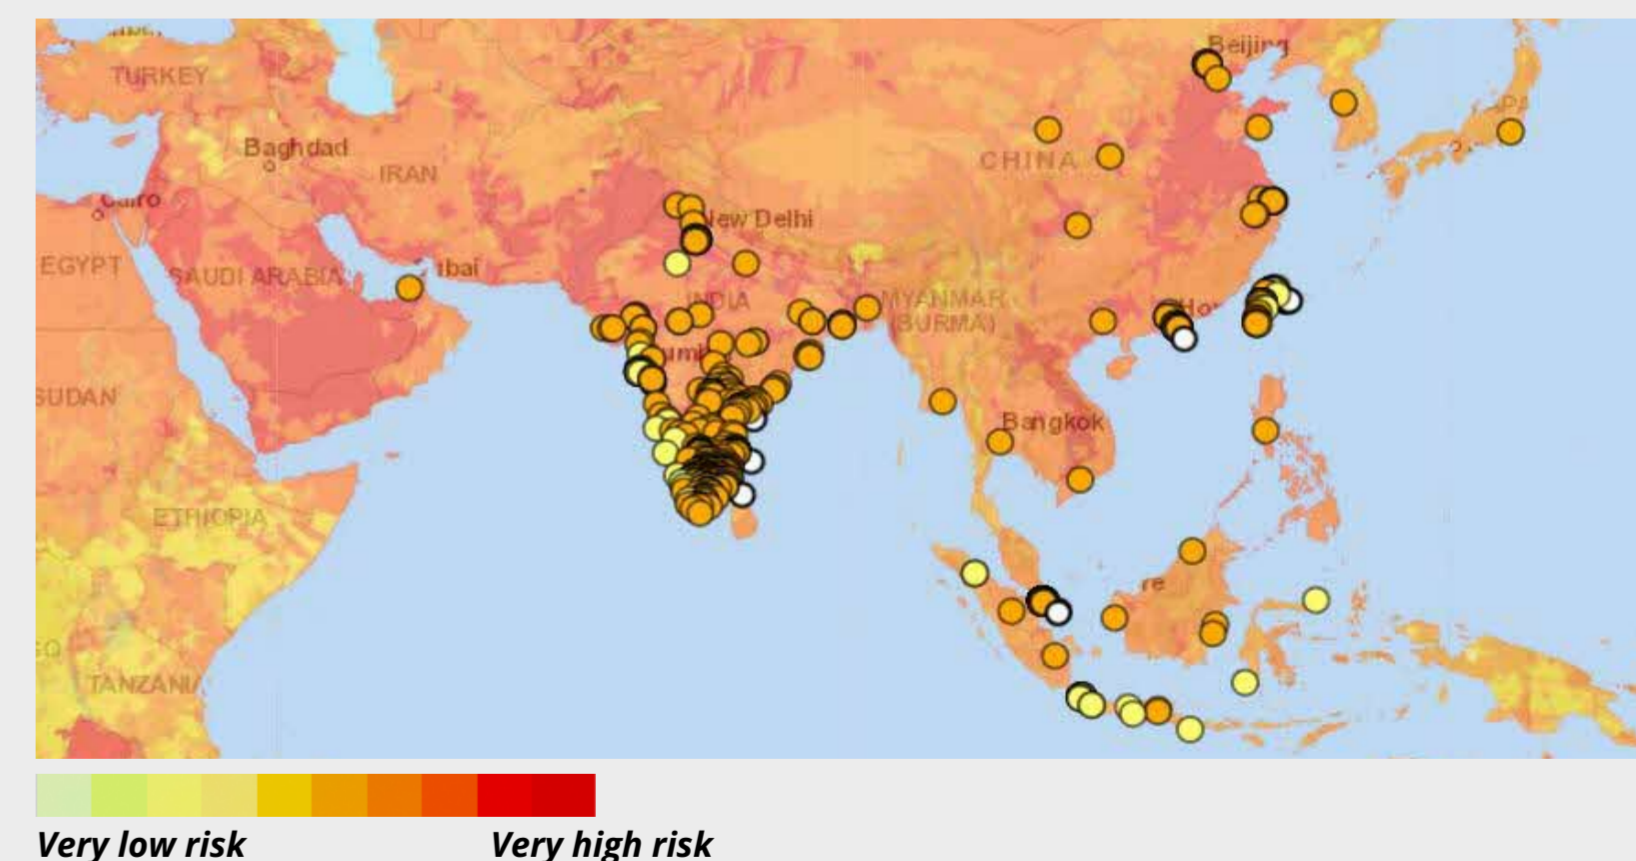 Beijing
TURKEY
Baghdad
CHINA
IRAN
Cairo
New Delhi
EGYPT
SAUDI ARABIA
INDIA
MYANMAR
(BURMA)
SUDAN
Bangkok
ETHIOPIA
TANZANIA
Very low risk
Very high risk